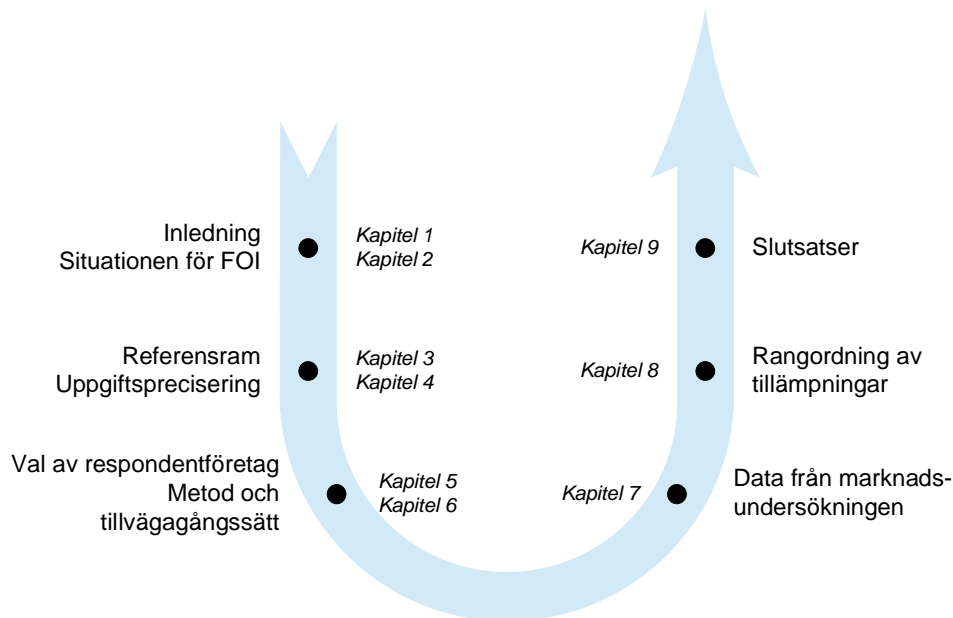 Inledning
Situationen för FOI
Kapitel 1
Kapitel 2
Referensram
Uppgiftsprecisering
Kapitel 3
Kapitel 4
Val av respondentföretag
Metod och
tillvägagångssätt
Kapitel 5
Kapitel 6
Kapitel 7
Data från marknads-
undersökningen
Kapitel 8
Rangordning av
tillämpningar
Kapitel 9
Slutsatser